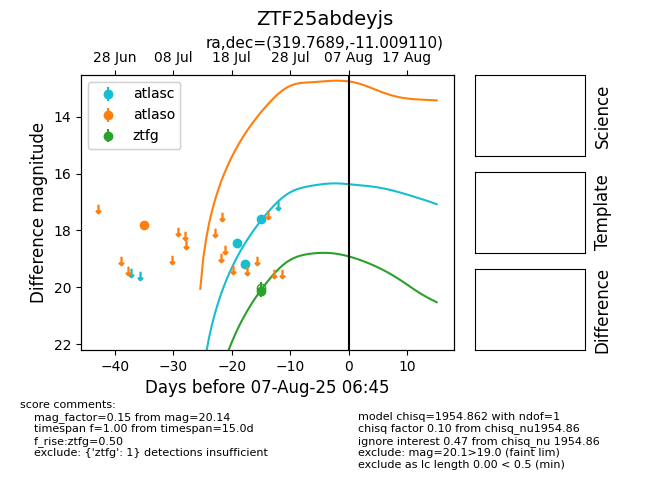 ZTF25abdeyjs
ra,dec=(319.7689,-11.009110)
28 Jun 08 Jul 18 Jul 28 Jul 07 Aug 17 Aug
atlasc
atlaso
ztfg
14
16
18
20
22
Difference magnitude
−40 −30 −20 −10 0 10
Days before 07-Aug-25 06:45
Science
Template
Difference
score comments:
mag_factor=0.15 from mag=20.14
timespan f=1.00 from timespan=15.0d
f_rise:ztfg=0.50
exclude: {'ztfg': 1} detections insufficient
model chisq=1954.862 with ndof=1
chisq factor 0.10 from chisq_nu1954.86
ignore interest 0.47 from chisq_nu 1954.86
exclude: mag=20.1>19.0 (faint lim)
exclude as lc length 0.00 < 0.5 (min)